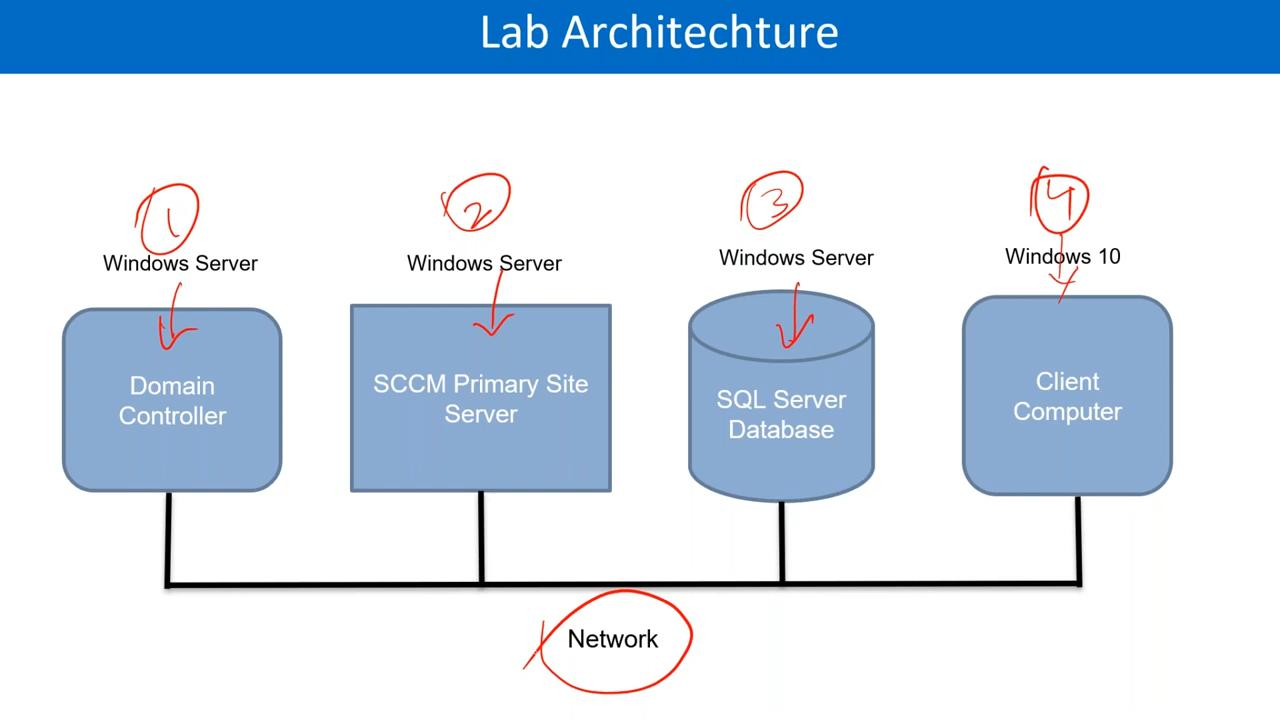 Lab Architechture
1
2
3
4
Windows Server
Windows Server
Windows Server
Windows 10
Domain
Controller
SCCM Primary Site
Server
SQL Server
Database
Client
Computer
Network